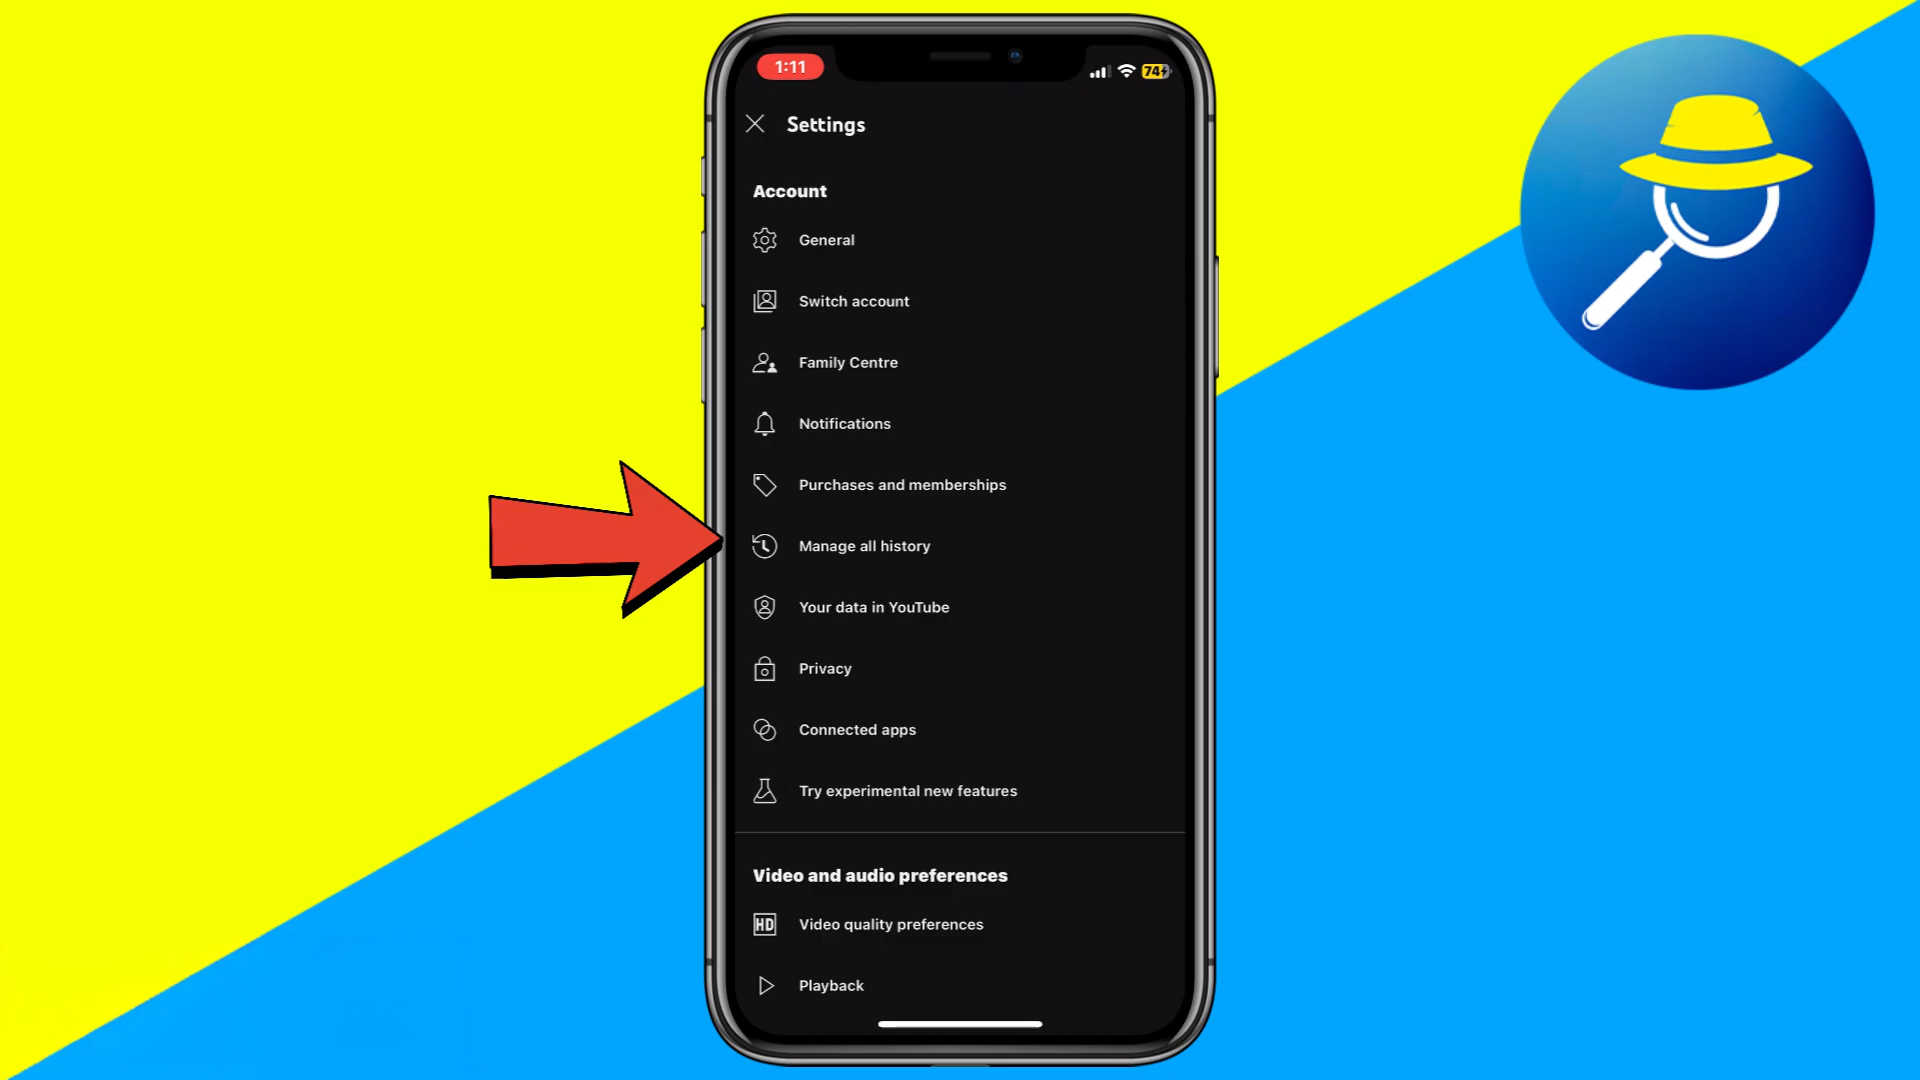 1:11
74
Settings
Account
General
Switch account
Family Centre
Notifications
Purchases and memberships
Manage all history
Your data in YouTube
Privacy
Connected apps
Try experimental new features
Video and audio preferences
HD Video quality preferences
Playback